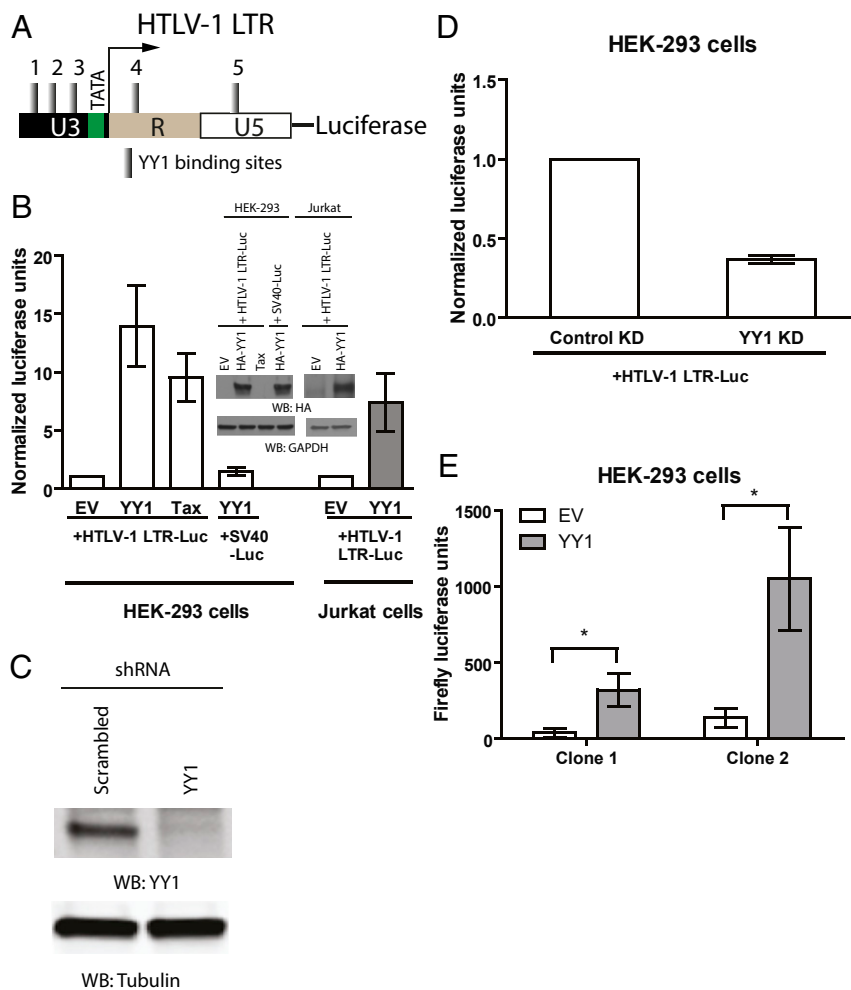 A
HTLV-1 LTR
1 2 3 TATA 4 5
U3 R U5 Luciferase
YY1 binding sites
B
HEK-293 Jurkat
EV
HA-YY1
Tax
+ HTLV-1 LTR-Luc
HA-YY1
+ SV40-Luc
EV
HA-YY1
+ HTLV-1 LTR-Luc
WB: HA
WB: GAPDH
Normalized luciferase units
20
15
10
5
0
EV YY1 Tax YY1 EV YY1
+HTLV-1 LTR-Luc
+SV40
-Luc
+HTLV-1
LTR-Luc
HEK-293 cells Jurkat cells
C
shRNA
Scrambled
YY1
WB: YY1
WB: Tubulin
D
HEK-293 cells
Normalized luciferase units
1.5
1.0
0.5
0.0
Control KD YY1 KD
+HTLV-1 LTR-Luc
E
HEK-293 cells
EV
YY1
Firefly luciferase units
1500
1000
500
0
* *
Clone 1 Clone 2